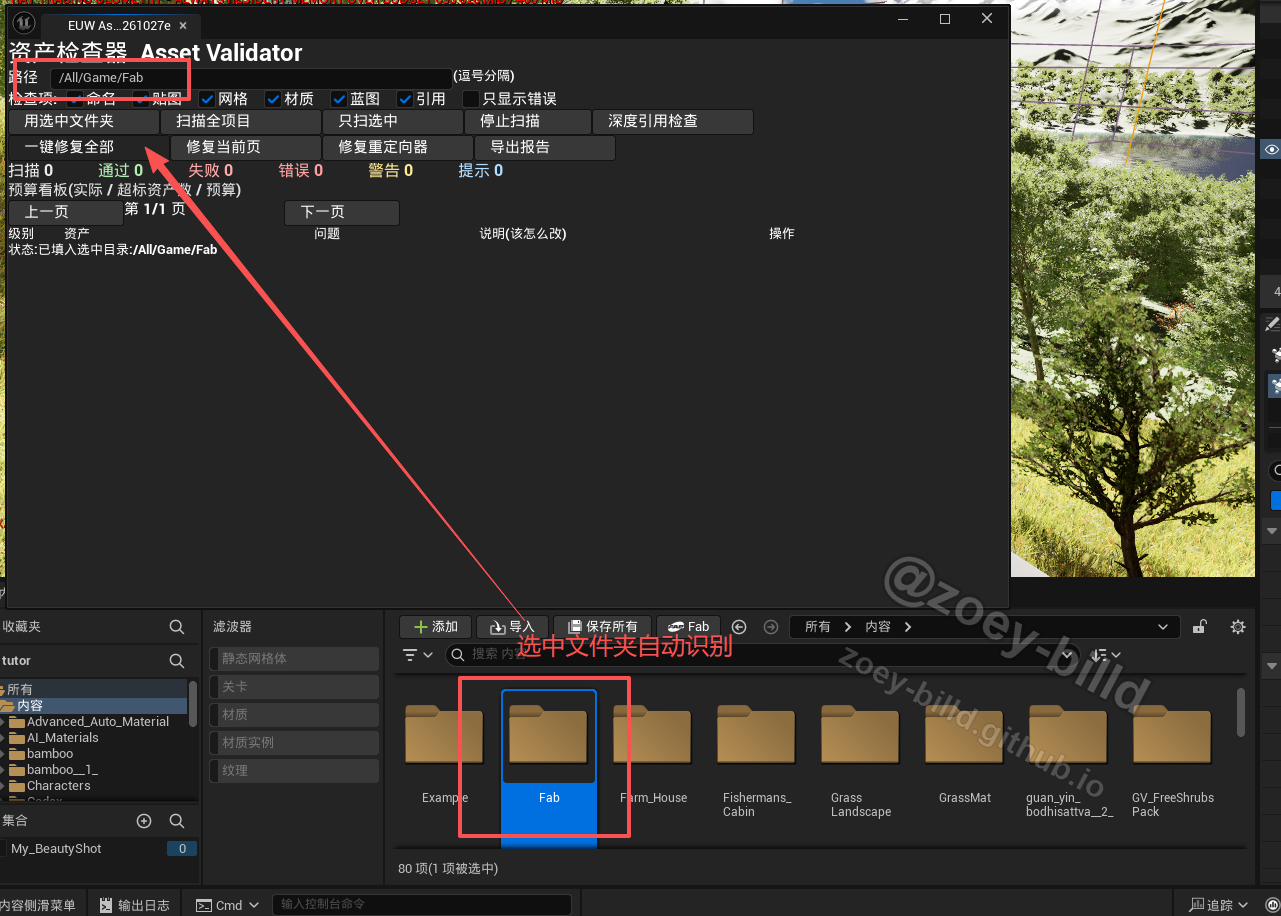 EUW As...261027e
资产检查器 Asset Validator
路径 /All/Game/Fab (逗号分隔)
检查项: 命名 贴图 网格 材质 蓝图 引用 只显示错误
用选中文件夹 扫描全项目 只扫选中 停止扫描 深度引用检查
一键修复全部 修复当前页 修复重定向器 导出报告
扫描 0 通过 0 失败 0 错误 0 警告 0 提示 0
预算看板(实际 / 超标资产数 / 预算)
上一页 第 1/1 页 下一页
级别 资产 问题 说明(该怎么改) 操作
状态:已填入选中目录:/All/Game/Fab
收藏夹 滤波器 添加 导入 保存所有 Fab 所有 内容
选中文件夹自动识别
搜索 内容
tutor
静态网格体
关卡
材质
材质实例
纹理
所有
内容
Advanced_Auto_Material
AI_Materials
bamboo
bamboo__1_
Characters
集合
My_BeautyShot 0
Example
Fab
Farm_House
Fishermans_
Cabin
Grass
Landscape
GrassMat
guan_yin_
bodhisattva__2_
GV_FreeShrubs
Pack
80 项(1 项被选中)
@zoey-billd
zoey-billd.github.io
内容侧滑菜单 输出日志 Cmd 输入控制台命令 追踪